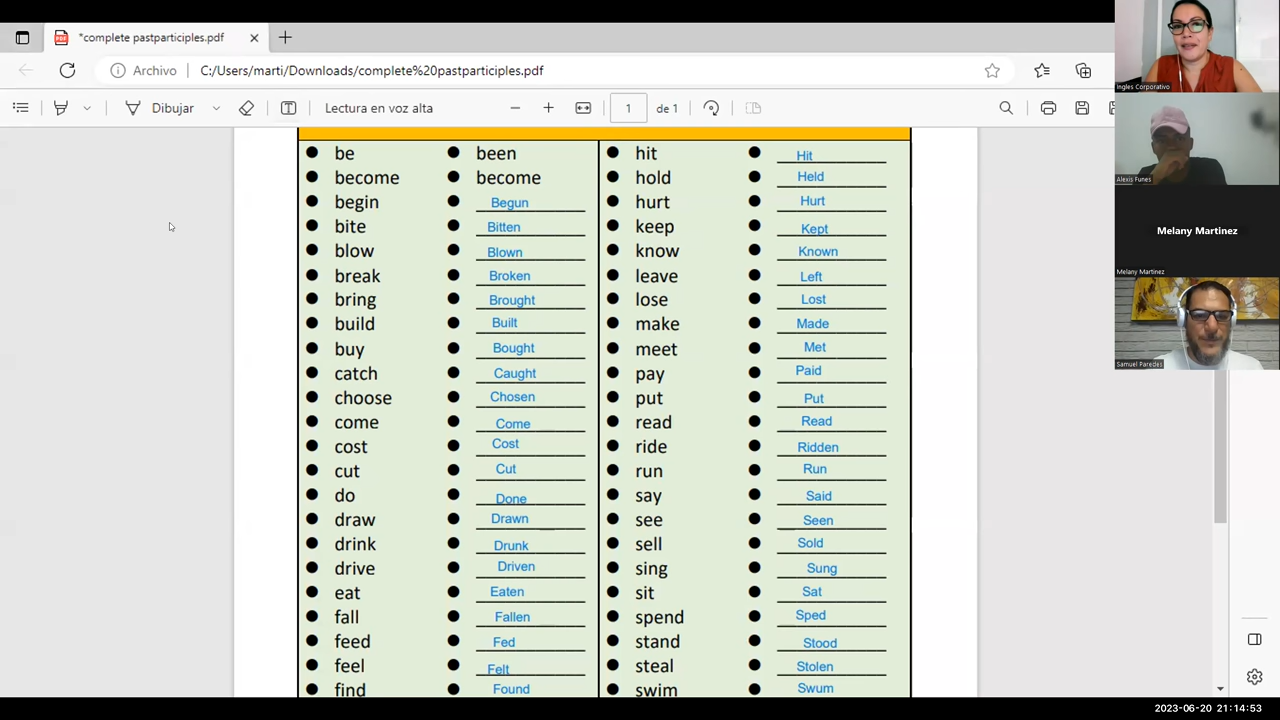 *complete pastparticiples.pdf
Archivo C:/Users/marti/Downloads/complete%20pastparticiples.pdf
Dibujar Lectura en voz alta 1 de 1
be been hit Hit
become become hold Held
begin Begun hurt Hurt
bite Bitten keep Kept
blow Blown know Known
break Broken leave Left
bring Brought lose Lost
build Built make Made
buy Bought meet Met
catch Caught pay Paid
choose Chosen put Put
come Come read Read
cost Cost ride Ridden
cut Cut run Run
do Done say Said
draw Drawn see Seen
drink Drunk sell Sold
drive Driven sing Sung
eat Eaten sit Sat
fall Fallen spend Sped
feed Fed stand Stood
feel Felt steal Stolen
find Found swim Swum
Ingles Corporativo
Alexis Funes
Melany Martinez
Melany Martinez
Samuel Paredes
2023-06-20 21:14:53